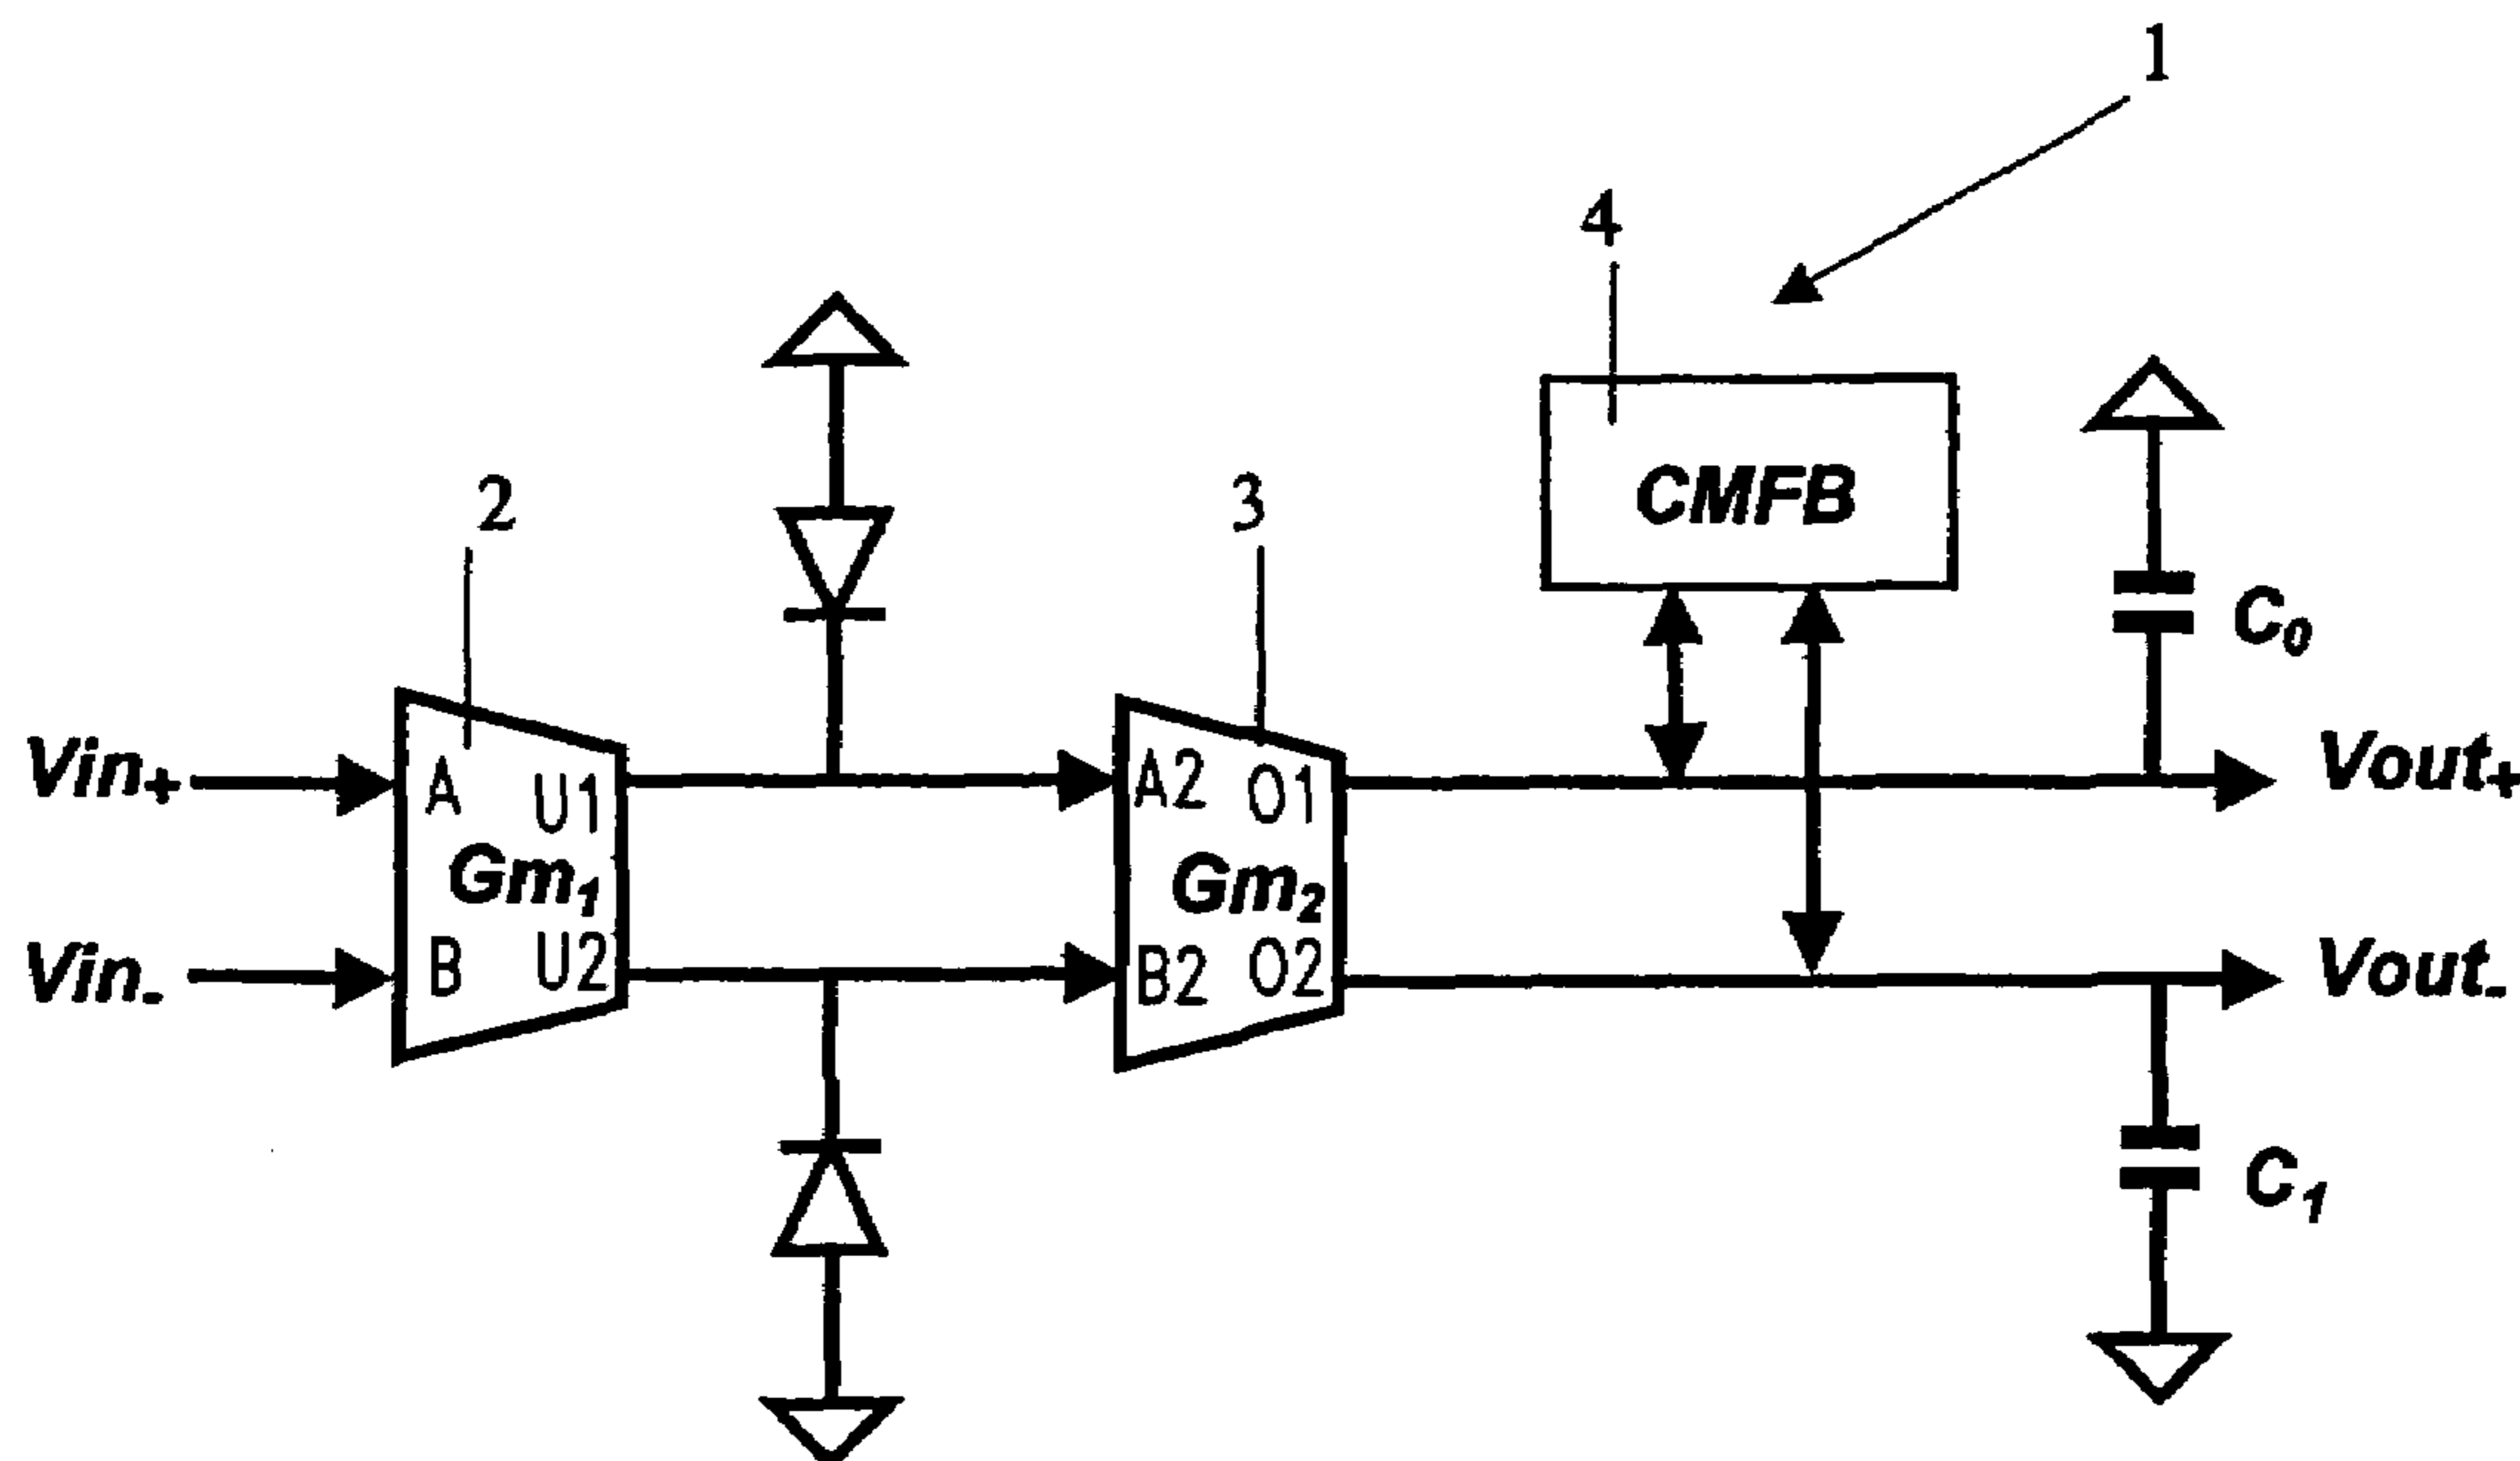 1
4
CMFB
2
3
C0
Vin+
A
U1
Gm1
B
U2
Vin-
A2
O1
Gm2
B2
O2
Vout+
Vout-
C1